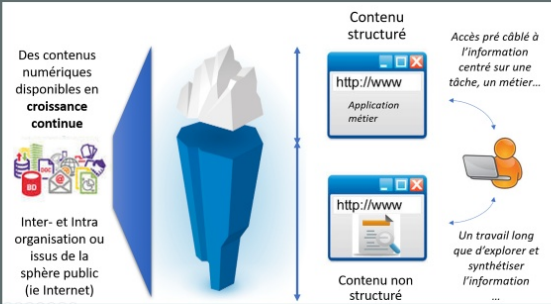 Des contenus
numériques
disponibles en
croissance
continue
DOC
BD
@
Inter- et Intra
organisation ou
issus de la
sphère public
(ie Internet)
Contenu
structuré
http://www
Application
métier
http://www
Contenu non
structuré
Accès pré câblé à
l'information
centré sur une
tâche, un métier…
Un travail long
que d'explorer et
synthétiser
l'information
…